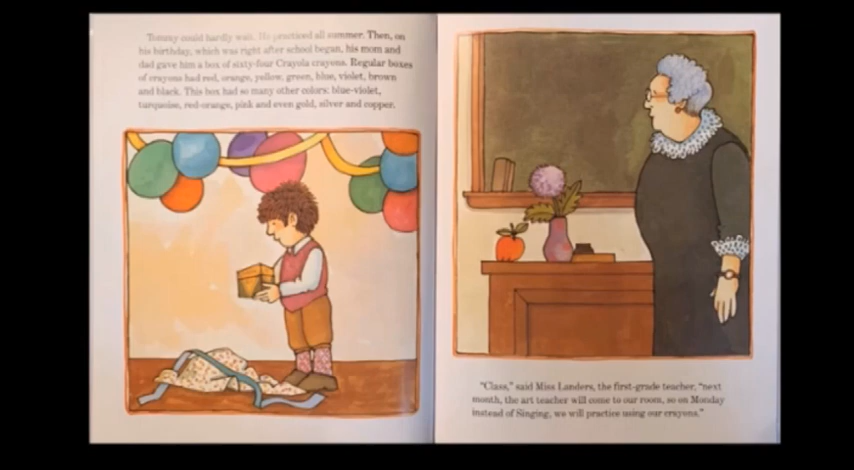 Tommy could hardly wait. He practiced all summer. Then, on
his birthday, which was right after school began, his mom and
dad gave him a box of sixty-four Crayola crayons. Regular boxes
of crayons had red, orange, yellow, green, blue, violet, brown
and black. This box had so many other colors: blue-violet,
turquoise, red-orange, pink and even gold, silver and copper.
"Class," said Miss Landers, the first-grade teacher, "next
month, the art teacher will come to our room, so on Monday
instead of Singing, we will practice using our crayons."